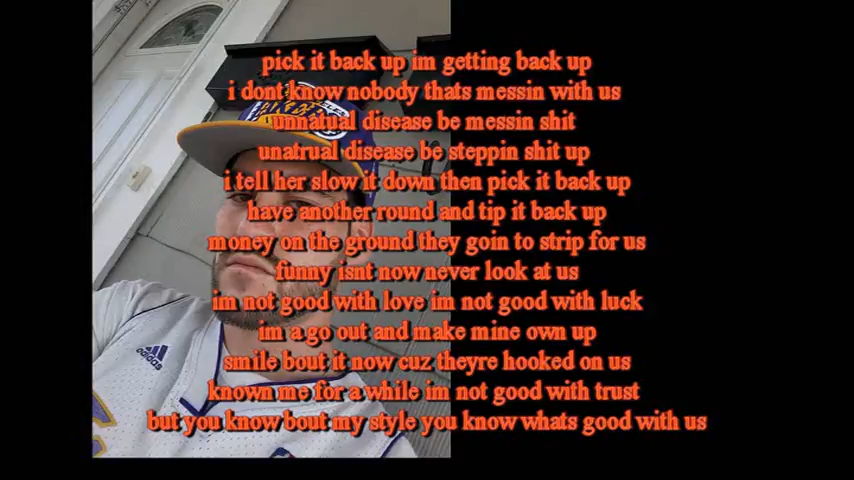 pick it back up im getting back up
i dont know nobody thats messin with us
unnatual disease be messin shit
unatrual disease be steppin shit up
i tell her slow it down then pick it back up
have another round and tip it back up
money on the ground they goin to strip for us
funny isnt now never look at us
im not good with love im not good with luck
im a go out and make mine own up
smile bout it now cuz theyre hooked on us
known me for a while im not good with trust
but you know bout my style you know whats good with us
adidas